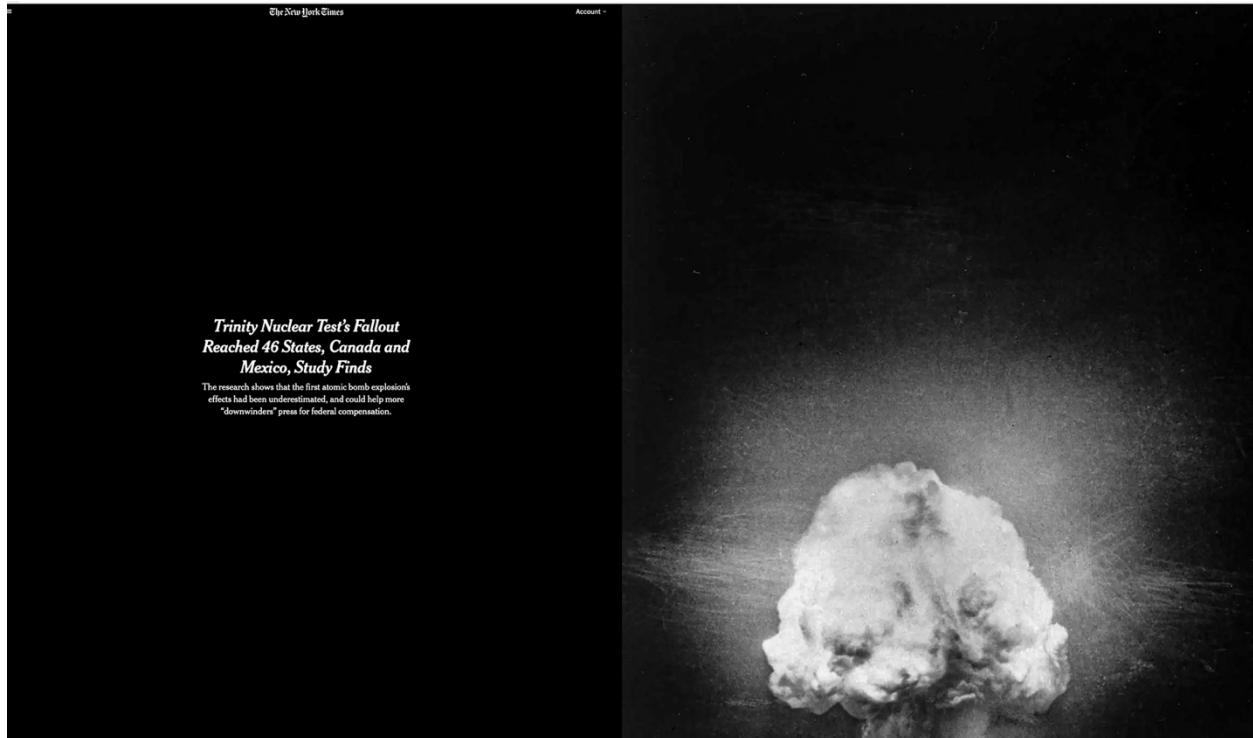 The New York Times
Account
Trinity Nuclear Test’s Fallout
Reached 46 States, Canada and
Mexico, Study Finds
The research shows that the first atomic bomb explosion’s
effects had been underestimated, and could help more
“downwinders” press for federal compensation.